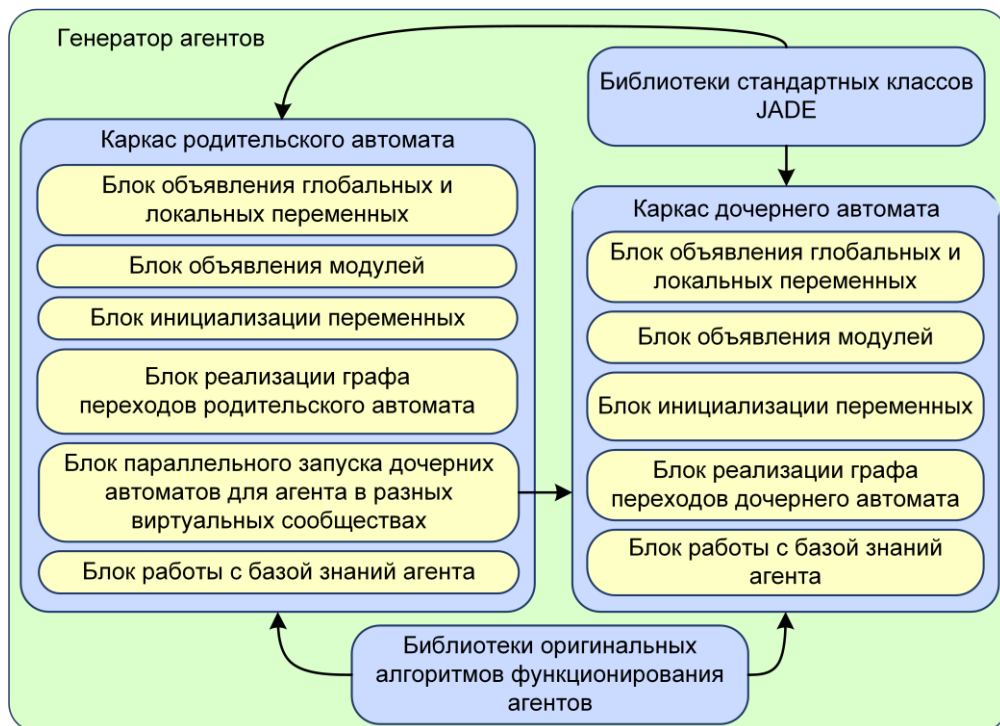 Генератор агентов
Библиотеки стандартных классов
JADE
Каркас родительского автомата
Блок объявления глобальных и
локальных переменных
Блок объявления модулей
Блок инициализации переменных
Блок реализации графа
переходов родительского автомата
Блок параллельного запуска дочерних
автоматов для агента в разных
виртуальных сообществах
Блок работы с базой знаний агента
Каркас дочернего автомата
Блок объявления глобальных и
локальных переменных
Блок объявления модулей
Блок инициализации переменных
Блок реализации графа
переходов дочернего автомата
Блок работы с базой знаний
агента
Библиотеки оригинальных
алгоритмов функционирования
агентов